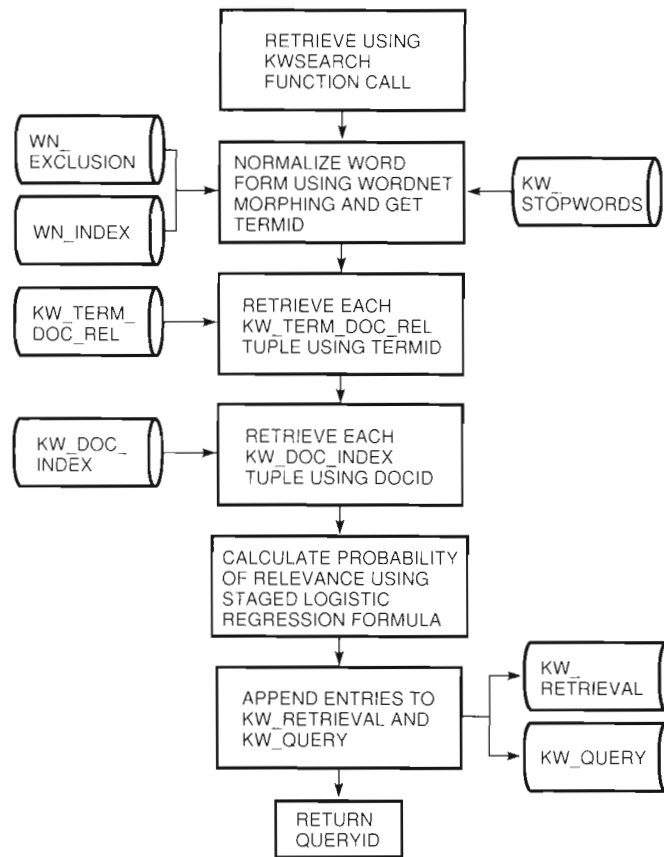 RETRIEVE USING
KWSEARCH
FUNCTION CALL
WN_
EXCLUSION
WN_INDEX
NORMALIZE WORD
FORM USING WORDNET
MORPHING AND GET
TERMID
KW_
STOPWORDS
KW_TERM_
DOC_REL
RETRIEVE EACH
KW_TERM_DOC_REL
TUPLE USING TERMID
KW_DOC_
INDEX
RETRIEVE EACH
KW_DOC_INDEX
TUPLE USING DOCID
CALCULATE PROBABILITY
OF RELEVANCE USING
STAGED LOGISTIC
REGRESSION FORMULA
APPEND ENTRIES TO
KW_RETRIEVAL AND
KW_QUERY
KW_
RETRIEVAL
KW_QUERY
RETURN
QUERYID